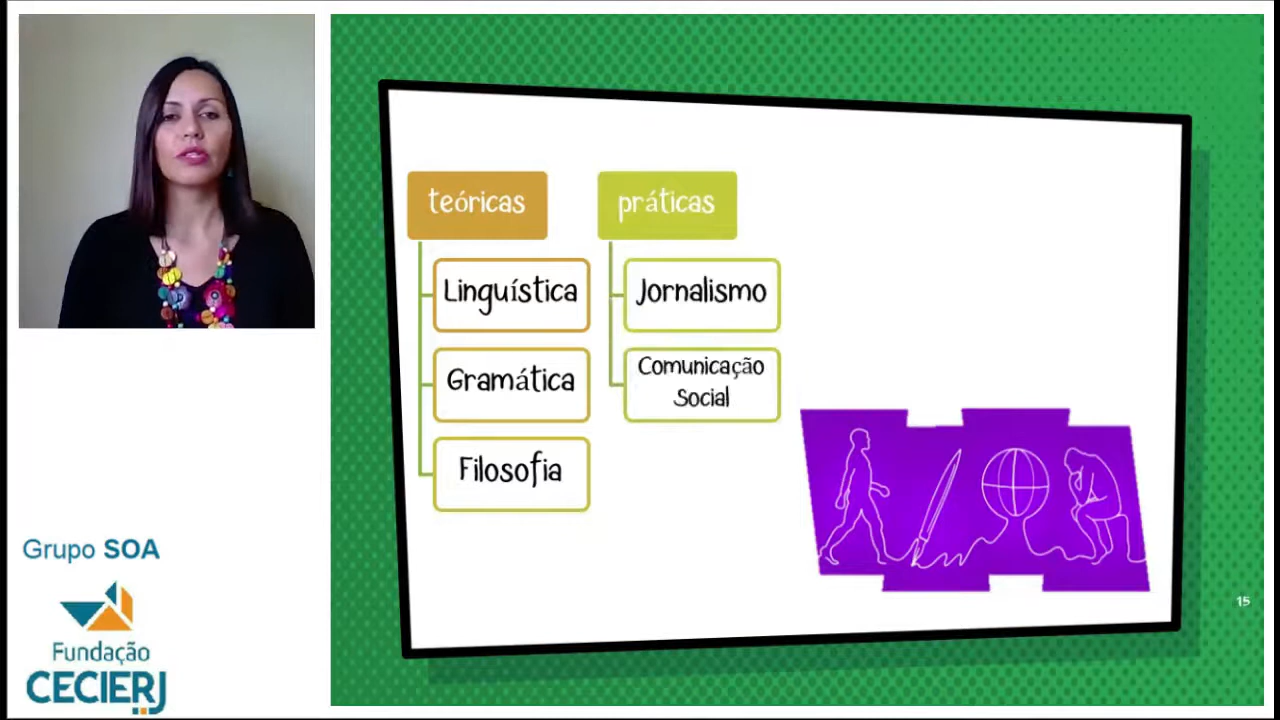 teóricas
práticas
Linguística
Jornalismo
Gramática
Comunicação
Social
Filosofia
Grupo SOA
Fundação
CECIERJ
15